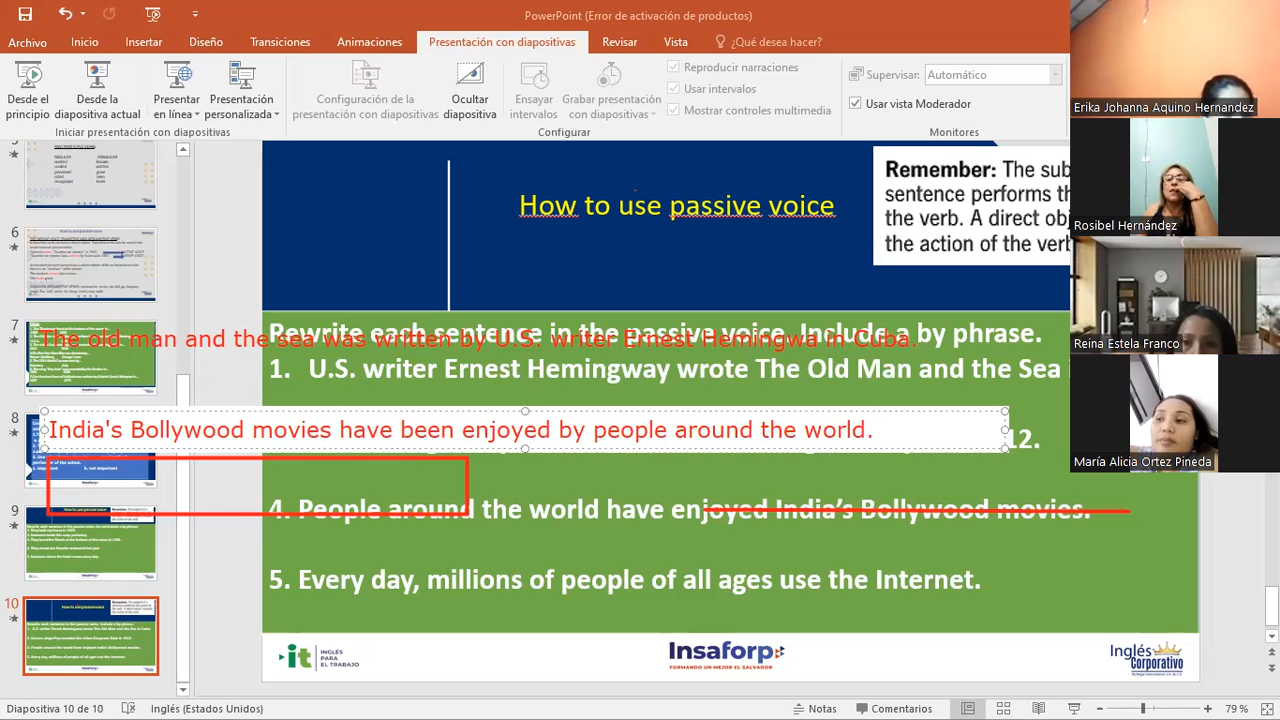 PowerPoint (Error de activación de productos)
Archivo Inicio Insertar Diseño Transiciones Animaciones Presentación con diapositivas Revisar Vista ¿Qué desea hacer?
Desde el principio
Desde la diapositiva actual
Presentar en línea
Presentación personalizada
Configuración de la presentación con diapositivas
Ocultar diapositiva
Ensayar intervalos
Grabar presentación con diapositivas
Reproducir narraciones
Usar intervalos
Mostrar controles multimedia
Supervisar: Automático
Usar vista Moderador
Iniciar presentación con diapositivas
Configurar
Monitores
Erika Johanna Aquino Hernandez
Rosibel Hernández
Reina Estela Franco
María Alicia Ortez Pineda
7
8
9
10
How to use passive voice
Remember: The sub
sentence performs th
the verb. A direct obj
the action of the verb
Rewrite each sentence in the passive voice. Include phrase.
The old man and the sea was written by U.S. writer Ernest Hemingwa in Cuba.
1. U.S. writer Ernest Hemingway wrote The Old Man and the Sea
India's Bollywood movies have been enjoyed by people around the world.
12.
4. People around the world have enjoyed India's Bollywood movies.
5. Every day, millions of people of all ages use the Internet.
it INGLÉS PARA EL TRABAJO
Insaforp
FORMANDO UN MEJOR EL SALVADOR
Inglés Corporativo
Diapositiva 10 de 10 Inglés (Estados Unidos) Notas Comentarios 79 %